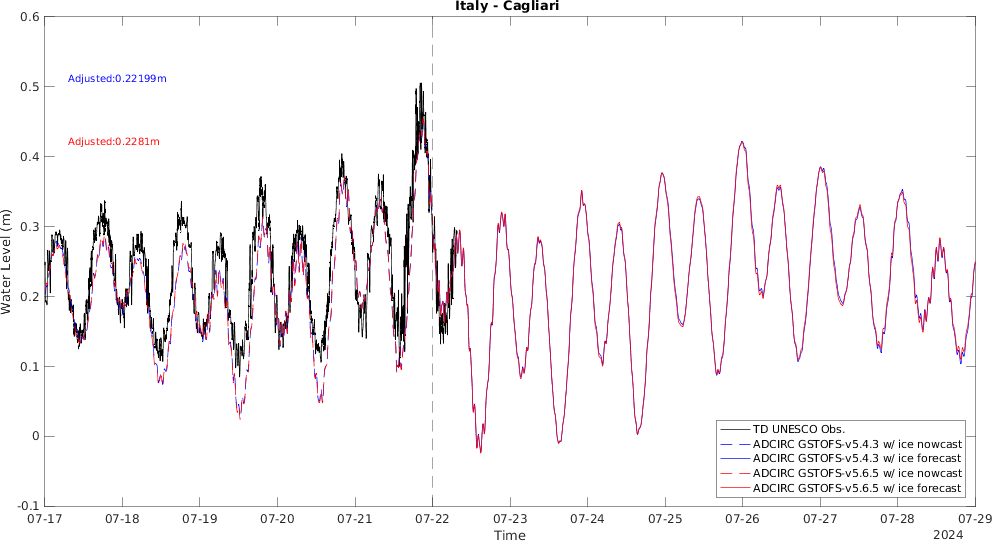 Italy - Cagliari
0.6
0.5
0.4
0.3
0.2
0.1
0
-0.1
Water Level (m)
Adjusted:0.22199m
Adjusted:0.2281m
TD UNESCO Obs.
ADCIRC GSTOFS-v5.4.3 w/ ice nowcast
ADCIRC GSTOFS-v5.4.3 w/ ice forecast
ADCIRC GSTOFS-v5.6.5 w/ ice nowcast
ADCIRC GSTOFS-v5.6.5 w/ ice forecast
07-17 07-18 07-19 07-20 07-21 07-22 07-23 07-24 07-25 07-26 07-27 07-28 07-29
Time
2024